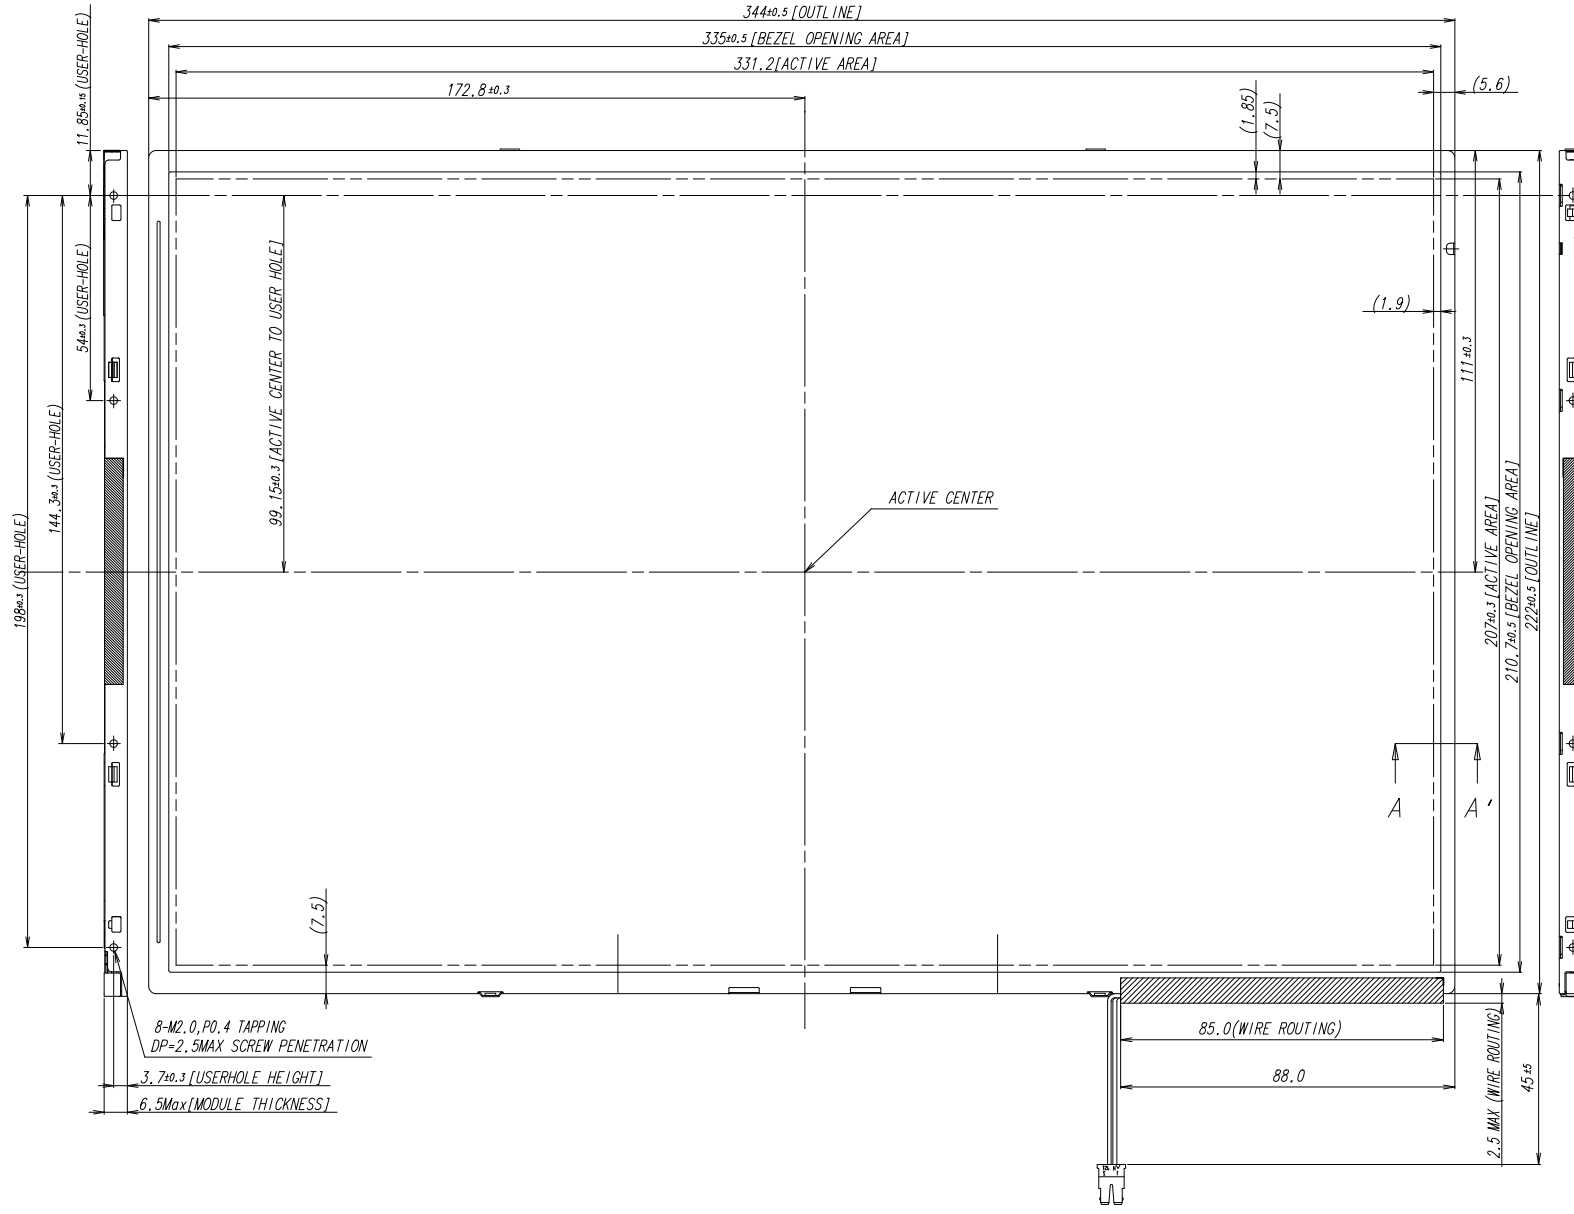 344±0.5 [OUTLINE]
335±0.5 [BEZEL OPENING AREA]
331.2[ACTIVE AREA]
172.8±0.3
(5.6)
(1.85)
(7.5)
11.85±0.15 (USER-HOLE)
54±0.3 (USER-HOLE)
144.3±0.3 (USER-HOLE)
198±0.3 (USER-HOLE)
99.15±0.3 [ACTIVE CENTER TO USER HOLE]
(1.9)
111±0.3
ACTIVE CENTER
207±0.3 [ACTIVE AREA]
210.7±0.5 [BEZEL OPENING AREA]
222±0.5 [OUTLINE]
A
A'
(7.5)
8-M2.0,P0.4 TAPPING
DP=2.5MAX SCREW PENETRATION
3.7±0.3 [USERHOLE HEIGHT]
6.5Max[MODULE THICKNESS]
85.0(WIRE ROUTING)
88.0
2.5 MAX (WIRE ROUTING)
45±5